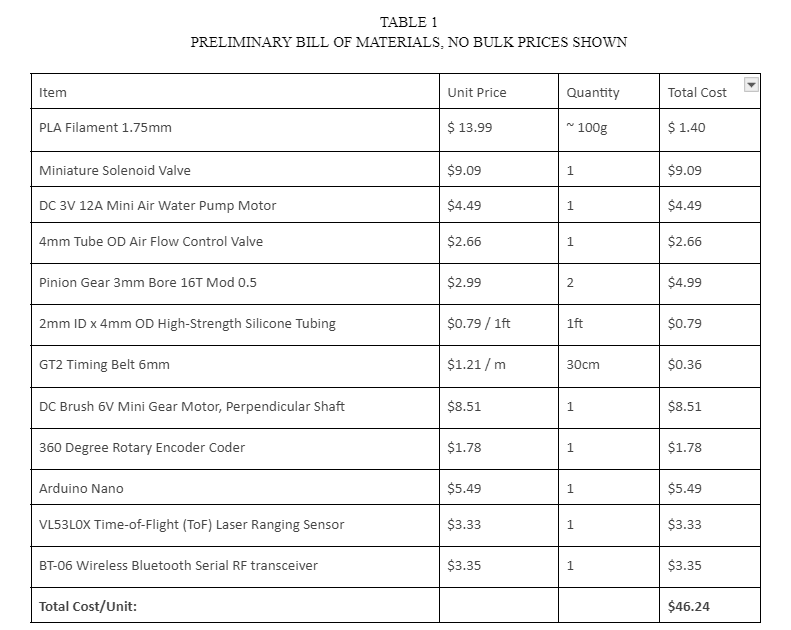 TABLE 1
PRELIMINARY BILL OF MATERIALS, NO BULK PRICES SHOWN
Item Unit Price Quantity Total Cost
PLA Filament 1.75mm $ 13.99 ~ 100g $ 1.40
Miniature Solenoid Valve $9.09 1 $9.09
DC 3V 12A Mini Air Water Pump Motor $4.49 1 $4.49
4mm Tube OD Air Flow Control Valve $2.66 1 $2.66
Pinion Gear 3mm Bore 16T Mod 0.5 $2.99 2 $4.99
2mm ID x 4mm OD High-Strength Silicone Tubing $0.79 / 1ft 1ft $0.79
GT2 Timing Belt 6mm $1.21 / m 30cm $0.36
DC Brush 6V Mini Gear Motor, Perpendicular Shaft $8.51 1 $8.51
360 Degree Rotary Encoder Coder $1.78 1 $1.78
Arduino Nano $5.49 1 $5.49
VL53L0X Time-of-Flight (ToF) Laser Ranging Sensor $3.33 1 $3.33
BT-06 Wireless Bluetooth Serial RF transceiver $3.35 1 $3.35
Total Cost/Unit: $46.24